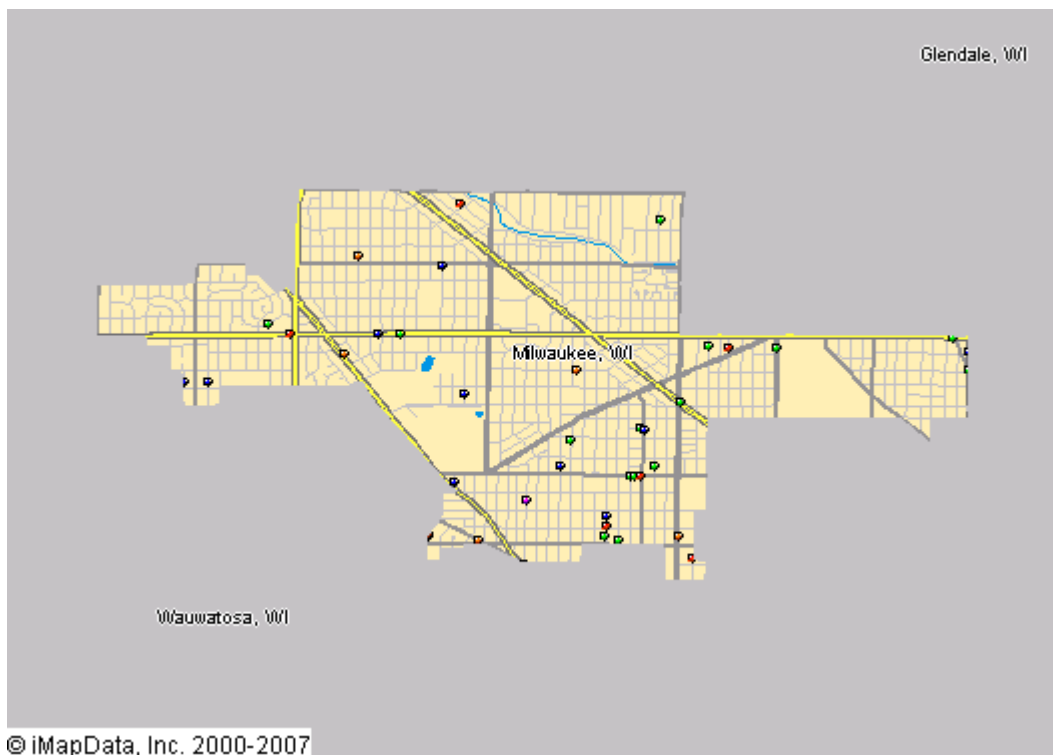 Glendale, WI
Milwaukee, WI
Wauwatosa, WI
© iMapData, Inc. 2000-2007